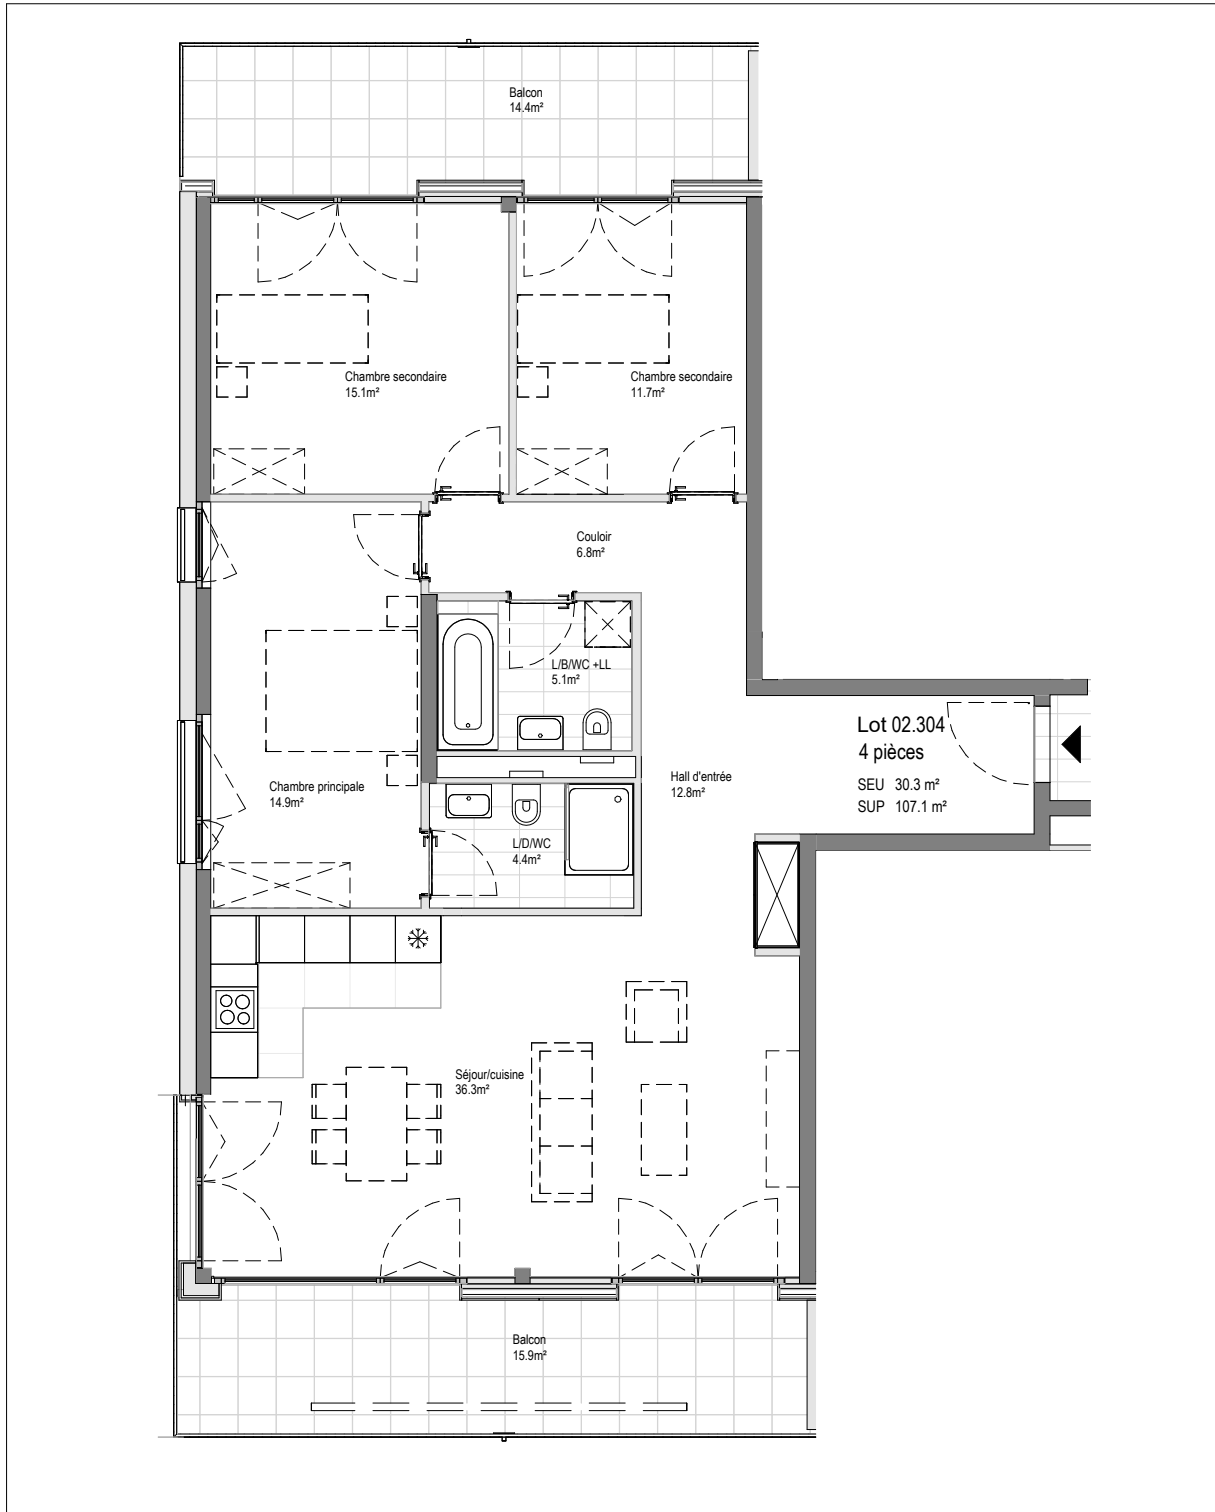 Balcon
14.4m²
Chambre secondaire
15.1m²
Chambre secondaire
11.7m²
Couloir
6.8m²
L/B/WC +LL
5.1m²
Lot 02.304
4 pièces
SEU 30.3 m²
SUP 107.1 m²
Hall d'entrée
12.8m²
Chambre principale
14.9m²
L/D/WC
4.4m²
Séjour/cuisine
36.3m²
Balcon
15.9m²